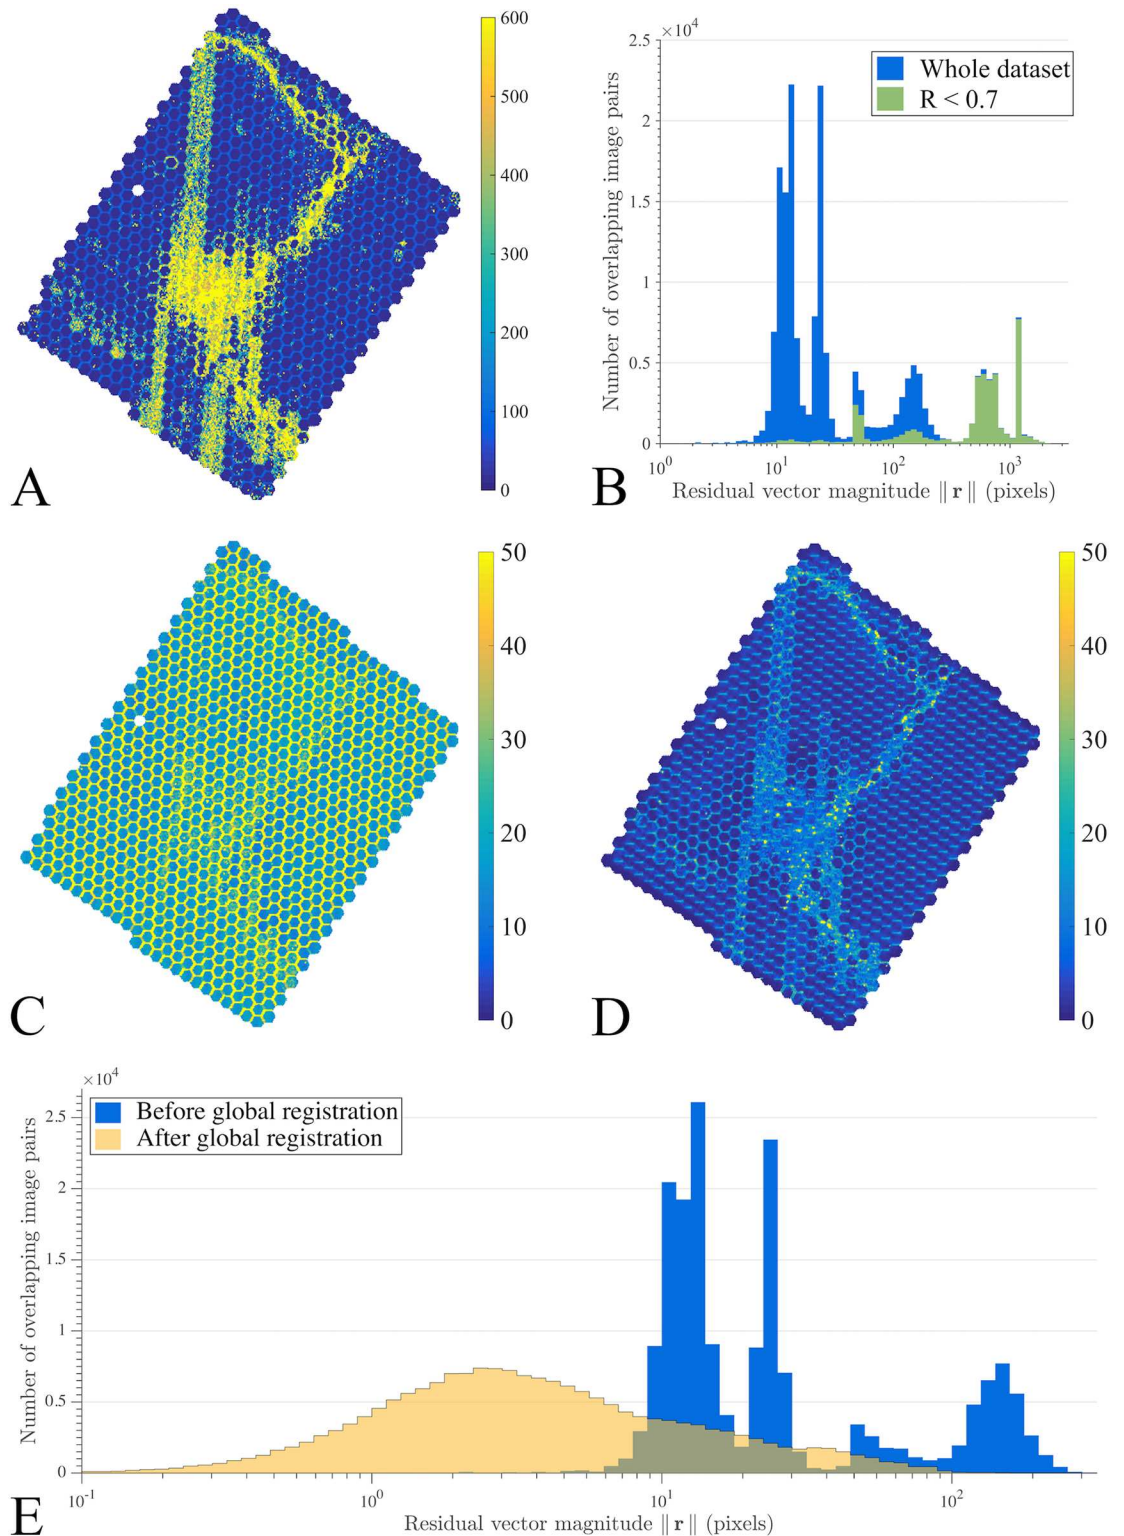 600
500
400
300
200
100
0
A
×10⁴
2.5
2
1.5
1
0.5
0
Number of overlapping image pairs
Whole dataset
R < 0.7
10⁰ 10¹ 10² 10³
Residual vector magnitude ‖ r ‖ (pixels)
B
50
40
30
20
10
0
C
50
40
30
20
10
0
D
×10⁴
2.5
2
1.5
1
0.5
0
Number of overlapping image pairs
Before global registration
After global registration
10⁻¹ 10⁰ 10¹ 10²
Residual vector magnitude ‖ r ‖ (pixels)
E